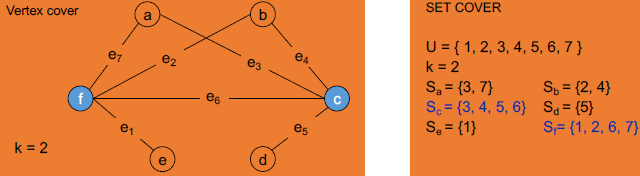 Vertex cover
a
b
e7
e2
e3
e4
f
e6
c
e1
e5
k = 2
e
d
SET COVER
U = { 1, 2, 3, 4, 5, 6, 7 }
k = 2
Sa = {3, 7} Sb = {2, 4}
Sc = {3, 4, 5, 6} Sd = {5}
Se = {1} Sf= {1, 2, 6, 7}